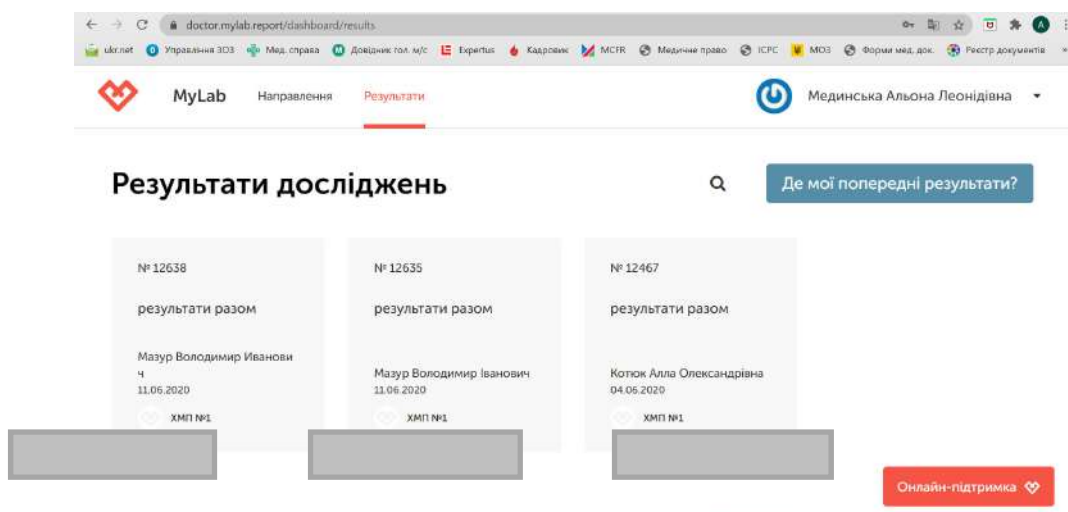 doctor.mylab.report/dashboard/results
ukr.net Управління ЗОЗ Мед. справа Довідник гол. м/с Expertus Кадровик MCFR Медичне право ICPC МОЗ Форми мед. док. Реєстр документів »
MyLab Направлення Результати Мединська Альона Леонідівна
Результати досліджень Де мої попередні результати?
№ 12638 № 12635 № 12467
результати разом результати разом результати разом
Мазур Володимир Иванови
ч Мазур Володимир Іванович Котюк Алла Олександрівна
11.06.2020 11.06.2020 04.06.2020
ХМП №1 ХМП №1 ХМП №1
Онлайн-підтримка